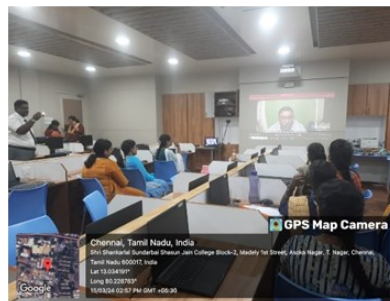 GPS Map Camera
Chennai, Tamil Nadu, India
Shri Shankarlal Sundarbai Shasun Jain College Block-2, Madely 1st Street, Asoka Nagar, T. Nagar, Chennai,
Tamil Nadu 600017, India
Lat 13.034191°
Long 80.228763°
15/03/24 02:57 PM GMT +05:30
Google